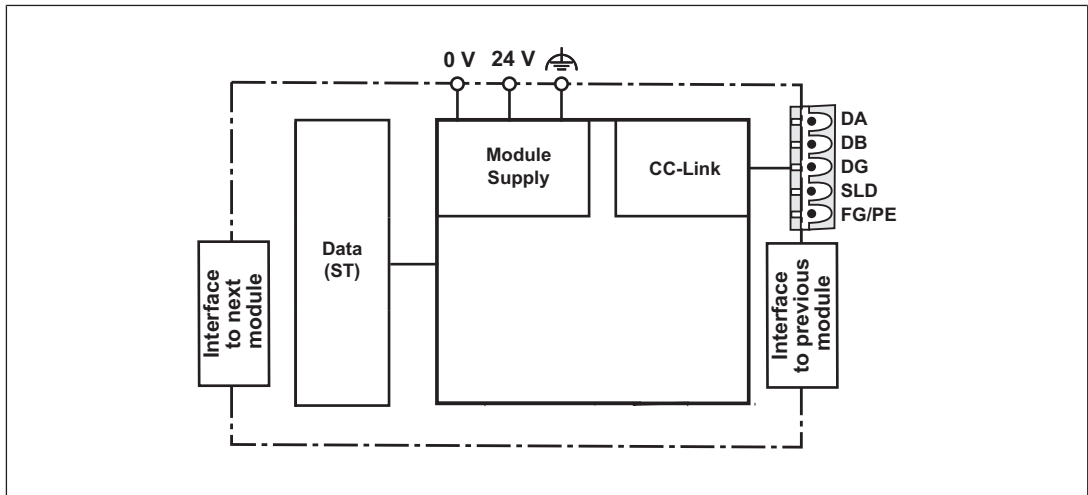 0 V 24 V
DA
DB
DG
SLD
FG/PE
Module
Supply
CC-Link
Data
(ST)
Interface
to next
module
Interface
to previous
module